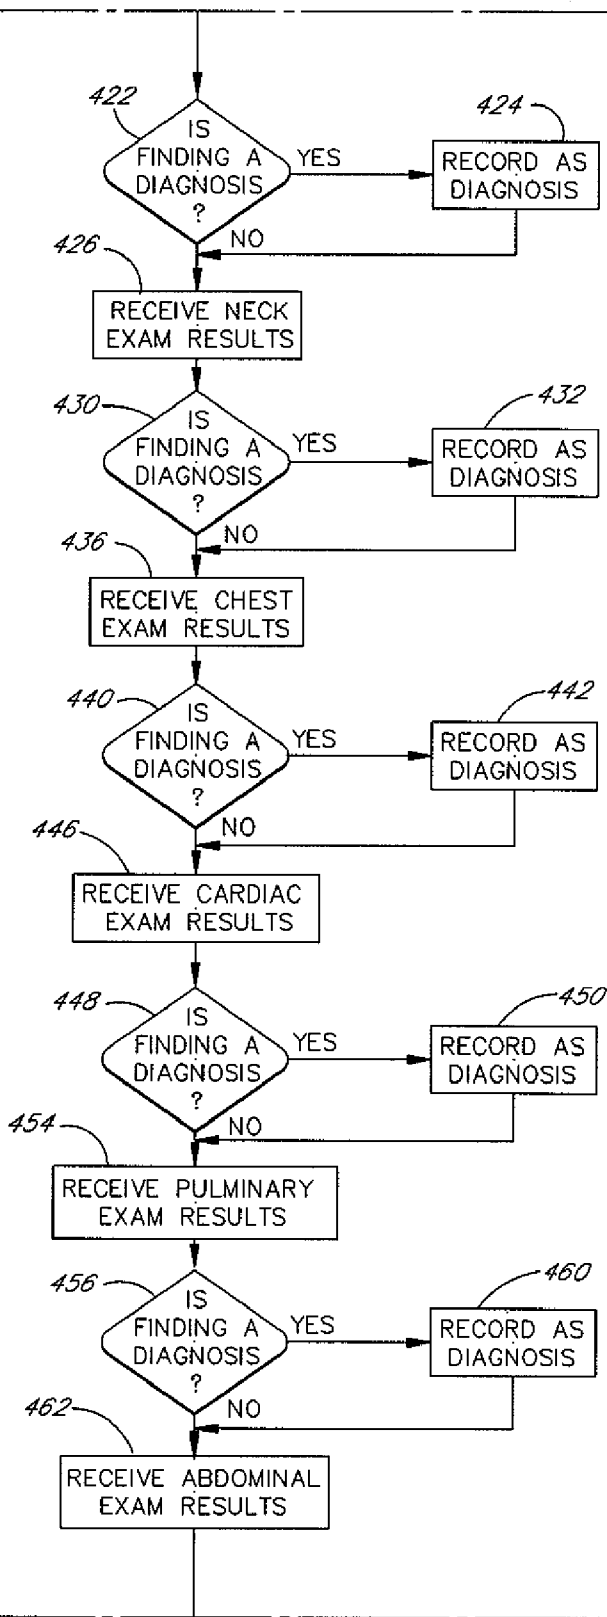 422
IS
FINDING A
DIAGNOSIS
?
YES
424
RECORD AS
DIAGNOSIS
NO
426
RECEIVE NECK
EXAM RESULTS
430
IS
FINDING A
DIAGNOSIS
?
YES
432
RECORD AS
DIAGNOSIS
NO
436
RECEIVE CHEST
EXAM RESULTS
440
IS
FINDING A
DIAGNOSIS
?
YES
442
RECORD AS
DIAGNOSIS
NO
446
RECEIVE CARDIAC
EXAM RESULTS
448
IS
FINDING A
DIAGNOSIS
?
YES
450
RECORD AS
DIAGNOSIS
NO
454
RECEIVE PULMINARY
EXAM RESULTS
456
IS
FINDING A
DIAGNOSIS
?
YES
460
RECORD AS
DIAGNOSIS
NO
462
RECEIVE ABDOMINAL
EXAM RESULTS